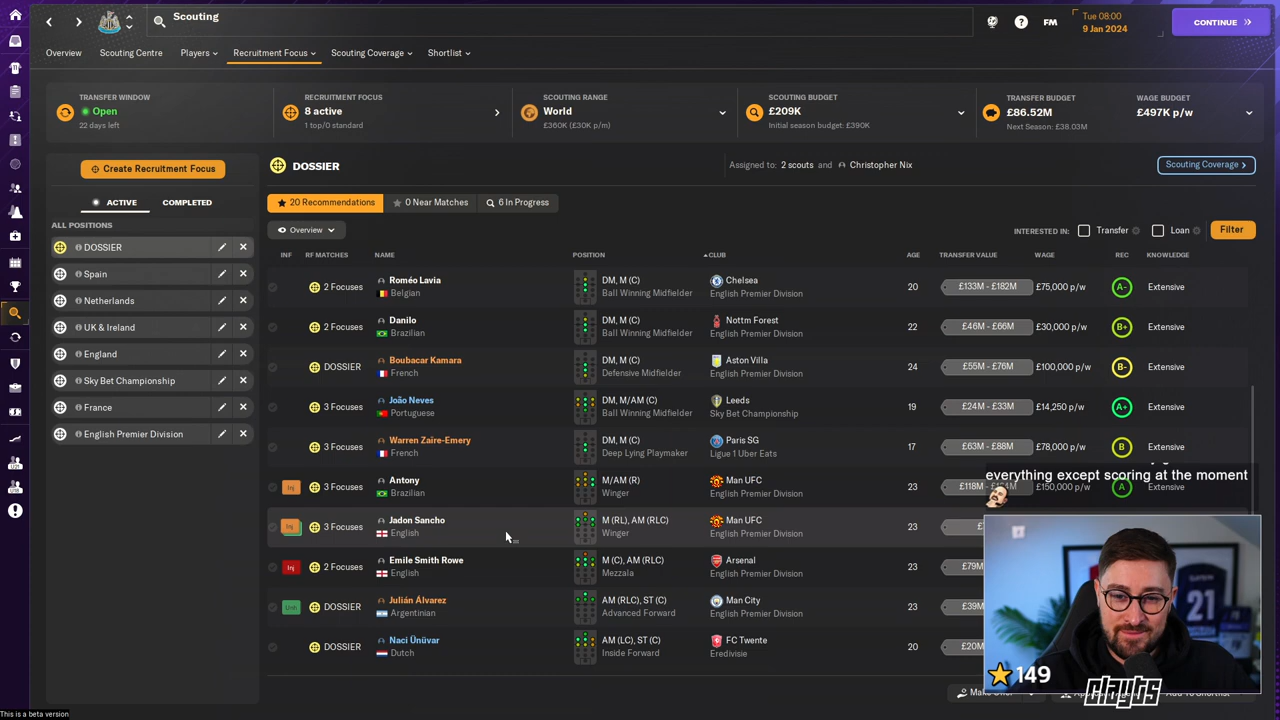 Scouting
FM
Tue 08:00
9 Jan 2024
CONTINUE
Overview
Scouting Centre
Players
Recruitment Focus
Scouting Coverage
Shortlist
TRANSFER WINDOW
Open
22 days left
RECRUITMENT FOCUS
8 active
1 top/0 standard
SCOUTING RANGE
World
£360K (£30K p/m)
SCOUTING BUDGET
£209K
Initial season budget: £390K
TRANSFER BUDGET
£86.52M
Next Season: £38.03M
WAGE BUDGET
£497K p/w
Create Recruitment Focus
ACTIVE
COMPLETED
ALL POSITIONS
DOSSIER
Spain
Netherlands
UK & Ireland
England
Sky Bet Championship
France
English Premier Division
DOSSIER
Assigned to: 2 scouts and Christopher Nix
Scouting Coverage >
20 Recommendations
0 Near Matches
6 In Progress
Overview
INTERESTED IN:
Transfer
Loan
Filter
INF RF MATCHES NAME POSITION CLUB AGE TRANSFER VALUE WAGE REC KNOWLEDGE
2 Focuses Roméo Lavia DM, M (C) Chelsea 20 £133M - £182M £75,000 p/w A- Extensive
Belgian Ball Winning Midfielder English Premier Division
2 Focuses Danilo DM, M (C) Nottm Forest 22 £46M - £66M £30,000 p/w B+ Extensive
Brazilian Ball Winning Midfielder English Premier Division
DOSSIER Boubacar Kamara DM, M (C) Aston Villa 24 £55M - £76M £100,000 p/w B- Extensive
French Defensive Midfielder English Premier Division
3 Focuses João Neves DM, M/AM (C) Leeds 19 £24M - £33M £14,250 p/w A+ Extensive
Portuguese Ball Winning Midfielder Sky Bet Championship
3 Focuses Warren Zaire-Emery DM, M (C) Paris SG 17 £63M - £88M £78,000 p/w B Extensive
French Deep Lying Playmaker Ligue 1 Uber Eats
Inj 3 Focuses Antony M/AM (R) Man UFC 23 £118M £150,000 p/w A Extensive
Brazilian Winger English Premier Division
everything except scoring at the moment
3 Focuses Jadon Sancho M (RL), AM (RLC) Man UFC 23
English Winger English Premier Division
Inj 2 Focuses Emile Smith Rowe M (C), AM (RLC) Arsenal 23 £79M
English Mezzala English Premier Division
Unh DOSSIER Julián Álvarez AM (RLC), ST (C) Man City 23 £39M
Argentinian Advanced Forward English Premier Division
DOSSIER Naci Ünüvar AM (LC), ST (C) FC Twente 20 £20M
Dutch Inside Forward Eredivisie
21
149
claybs
This is a beta version